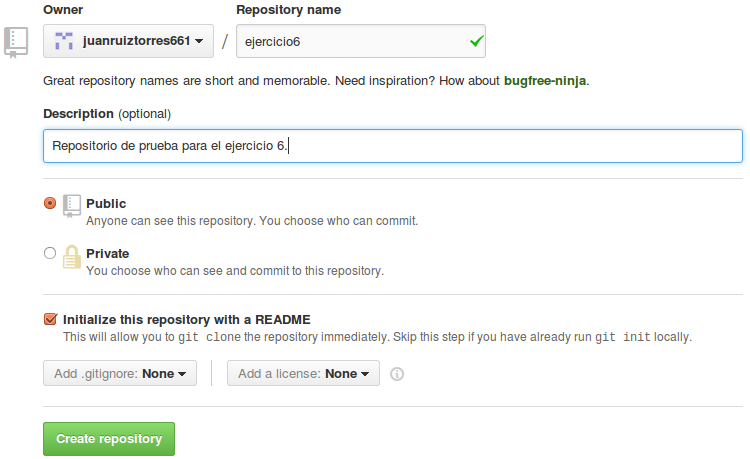 Owner Repository name
juanruiztorres661 / ejercicio6
Great repository names are short and memorable. Need inspiration? How about bugfree-ninja.
Description (optional)
Repositorio de prueba para el ejercicio 6.
Public
Anyone can see this repository. You choose who can commit.
Private
You choose who can see and commit to this repository.
Initialize this repository with a README
This will allow you to git clone the repository immediately. Skip this step if you have already run git init locally.
Add .gitignore: None Add a license: None
Create repository